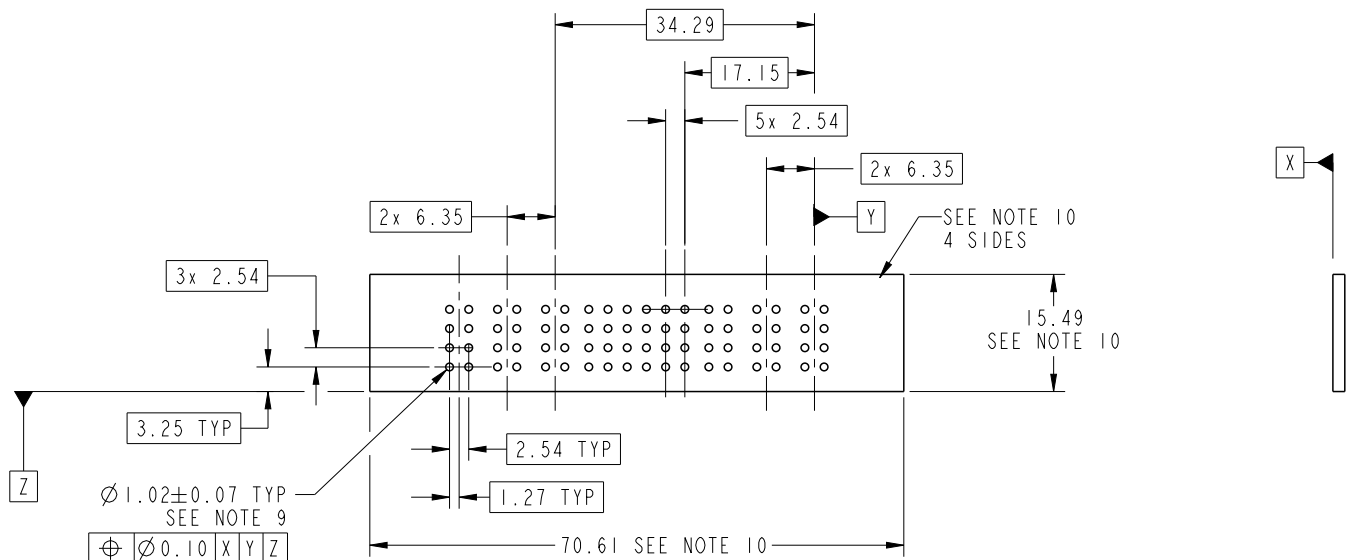 34.29
17.15
5x 2.54
X
2x 6.35
2x 6.35
Y
SEE NOTE 10
4 SIDES
3x 2.54
15.49
SEE NOTE 10
3.25 TYP
2.54 TYP
Z
Ø1.02±0.07 TYP
1.27 TYP
SEE NOTE 9
⌖ Ø0.10 X Y Z
70.61 SEE NOTE 10